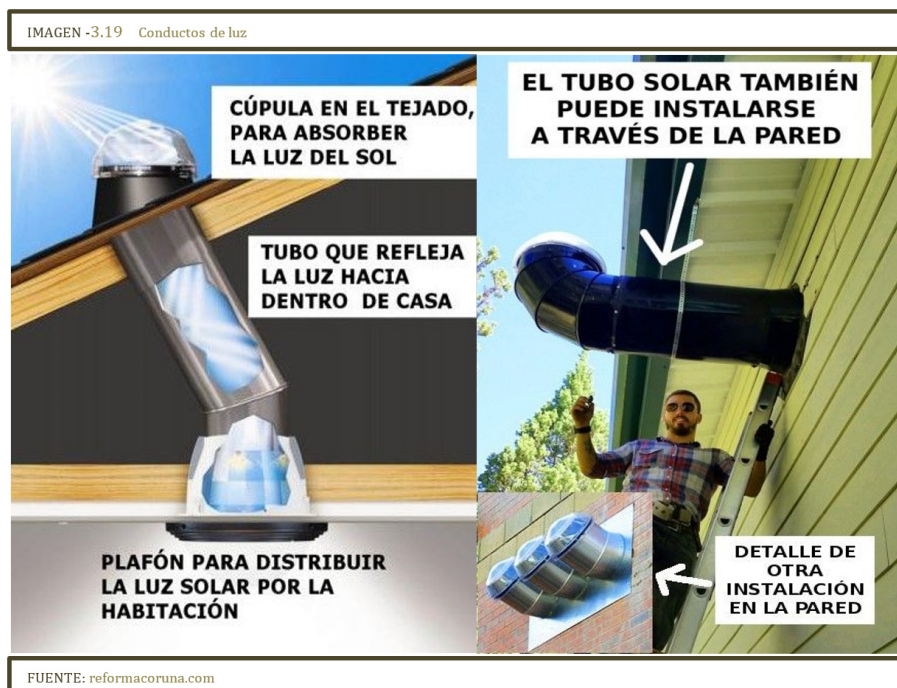 IMAGEN -3.19 Conductos de luz
CÚPULA EN EL TEJADO,
PARA ABSORBER
LA LUZ DEL SOL
TUBO QUE REFLEJA
LA LUZ HACIA
DENTRO DE CASA
PLAFÓN PARA DISTRIBUIR
LA LUZ SOLAR POR LA
HABITACIÓN
EL TUBO SOLAR TAMBIÉN
PUEDE INSTALARSE
A TRAVÉS DE LA PARED
DETALLE DE
OTRA
INSTALACIÓN
EN LA PARED
FUENTE: reformacoruna.com